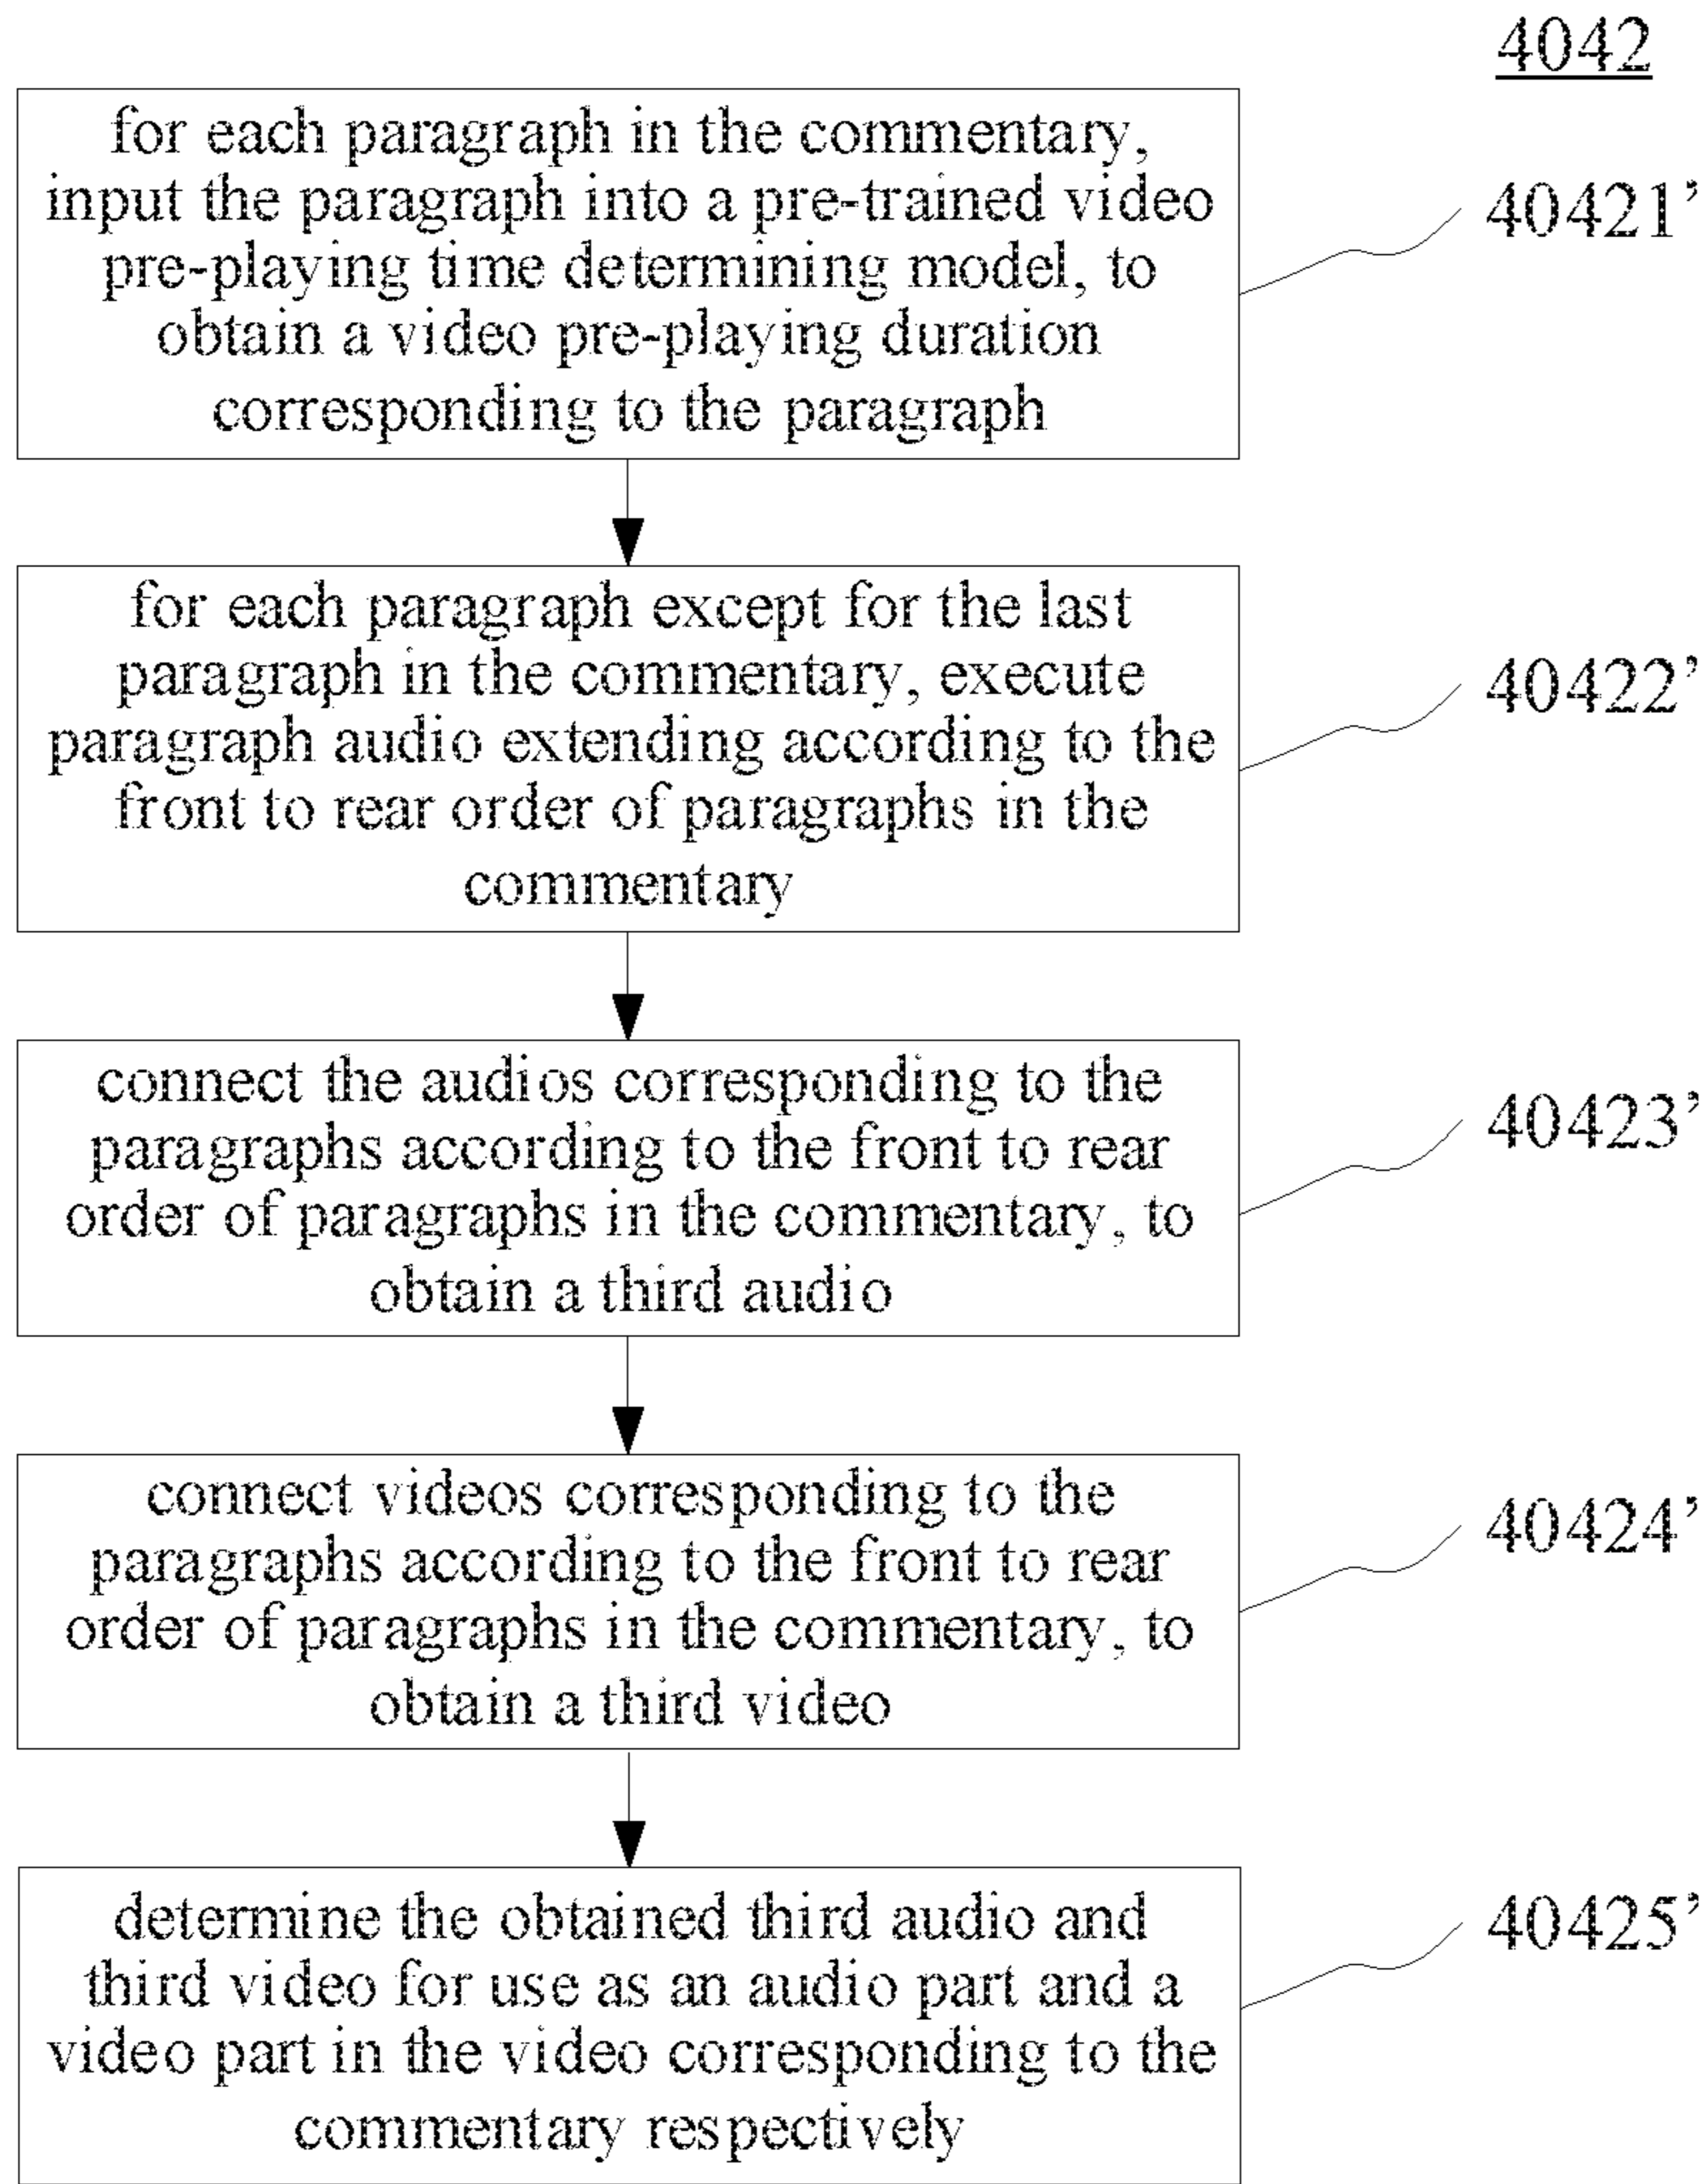 4042
for each paragraph in the commentary,
input the paragraph into a pre-trained video
pre-playing time determining model, to
obtain a video pre-playing duration
corresponding to the paragraph
40421’
for each paragraph except for the last
paragraph in the commentary, execute
paragraph audio extending according to the
front to rear order of paragraphs in the
commentary
40422’
connect the audios corresponding to the
paragraphs according to the front to rear
order of paragraphs in the commentary, to
obtain a third audio
40423’
connect videos corresponding to the
paragraphs according to the front to rear
order of paragraphs in the commentary, to
obtain a third video
40424’
determine the obtained third audio and
third video for use as an audio part and a
video part in the video corresponding to the
commentary respectively
40425’